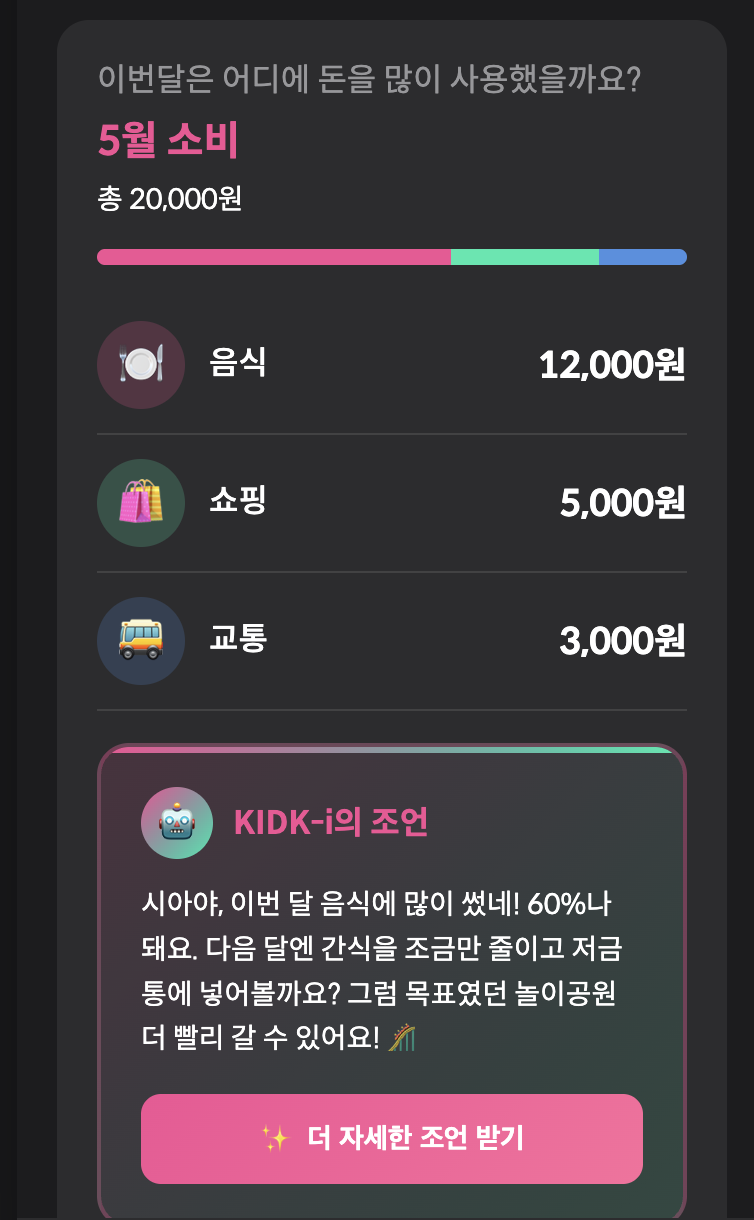 이번달은 어디에 돈을 많이 사용했을까요?
5월 소비
총 20,000원
음식 12,000원
쇼핑 5,000원
교통 3,000원
KIDK-i의 조언
시아야, 이번 달 음식에 많이 썼네! 60%나
돼요. 다음 달엔 간식을 조금만 줄이고 저금
통에 넣어볼까요? 그럼 목표였던 놀이공원
더 빨리 갈 수 있어요! 🎢
✨ 더 자세한 조언 받기